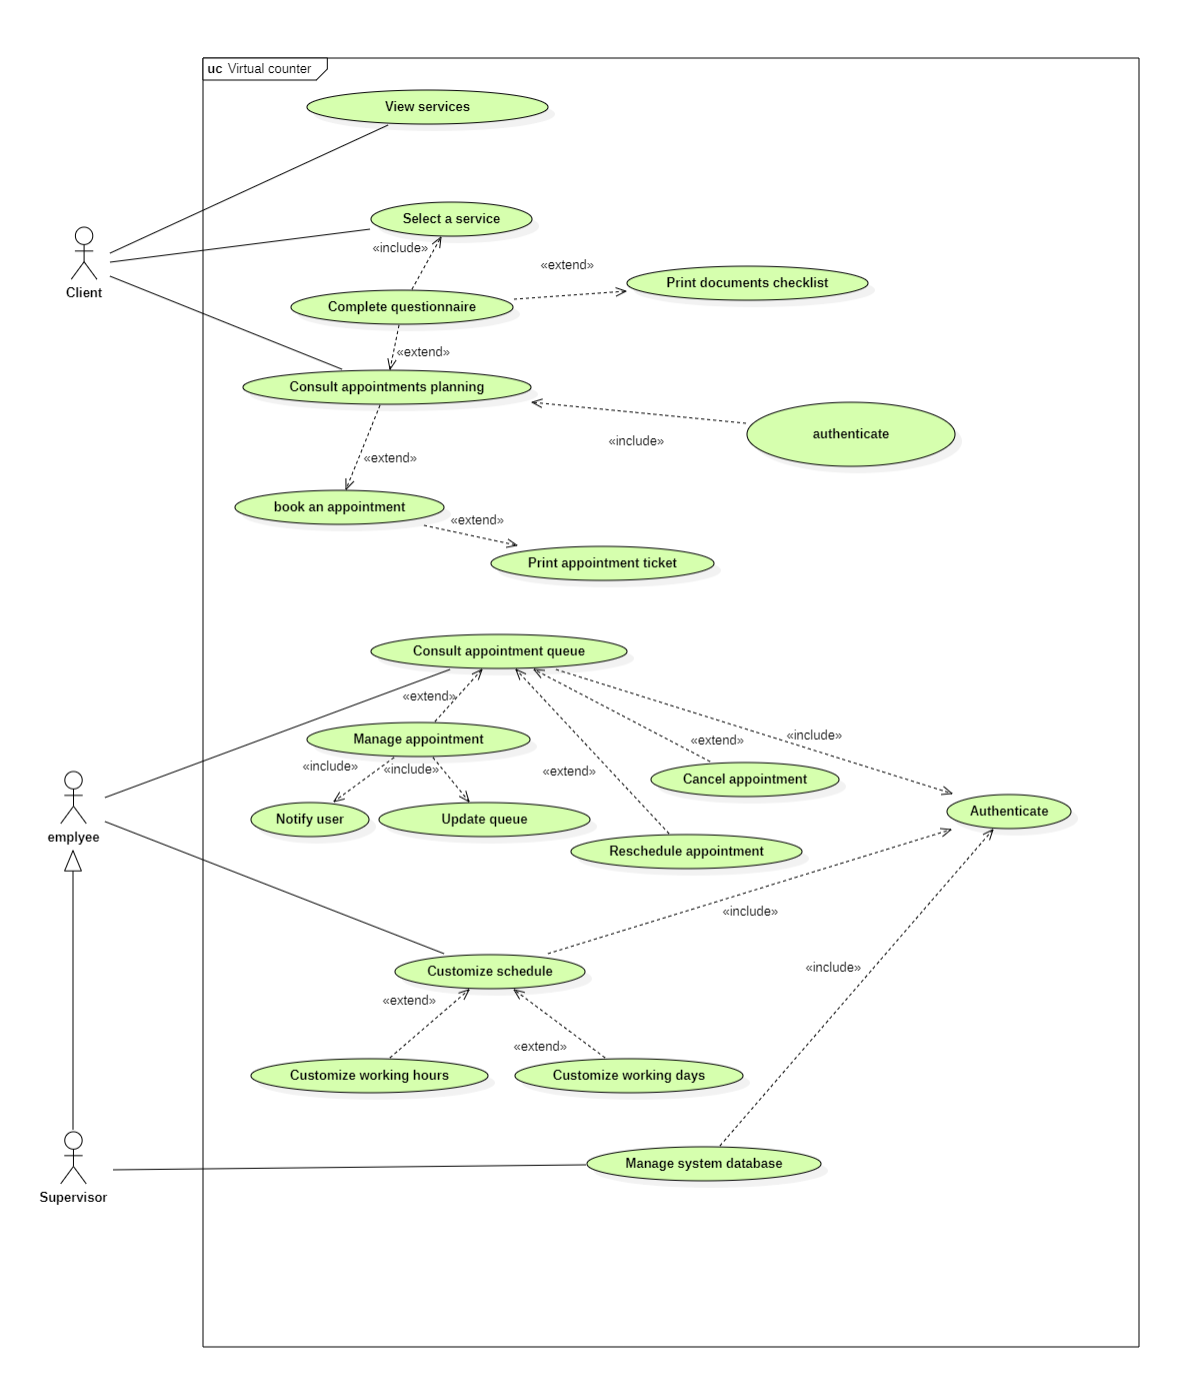 uc Virtual counter
View services
Select a service
«include»
Client
«extend»
Print documents checklist
Complete questionnaire
«extend»
Consult appointments planning
authenticate
«include»
«extend»
book an appointment
«extend»
Print appointment ticket
Consult appointment queue
«extend»
Manage appointment
«include»
«extend»
«include»
«include»
«extend»
Cancel appointment
Notify user
Update queue
Authenticate
emplyee
Reschedule appointment
«include»
Customize schedule
«include»
«extend»
«extend»
Customize working hours
Customize working days
Manage system database
Supervisor